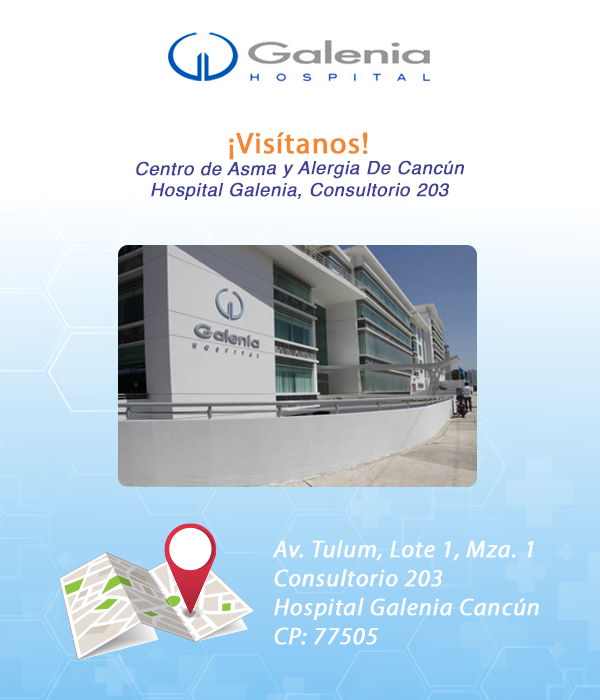 Galenia
HOSPITAL
¡Visítanos!
Centro de Asma y Alergia De Cancún
Hospital Galenia, Consultorio 203
Galenia
HOSPITAL
Av. Tulum, Lote 1, Mza. 1
Consultorio 203
Hospital Galenia Cancún
CP: 77505